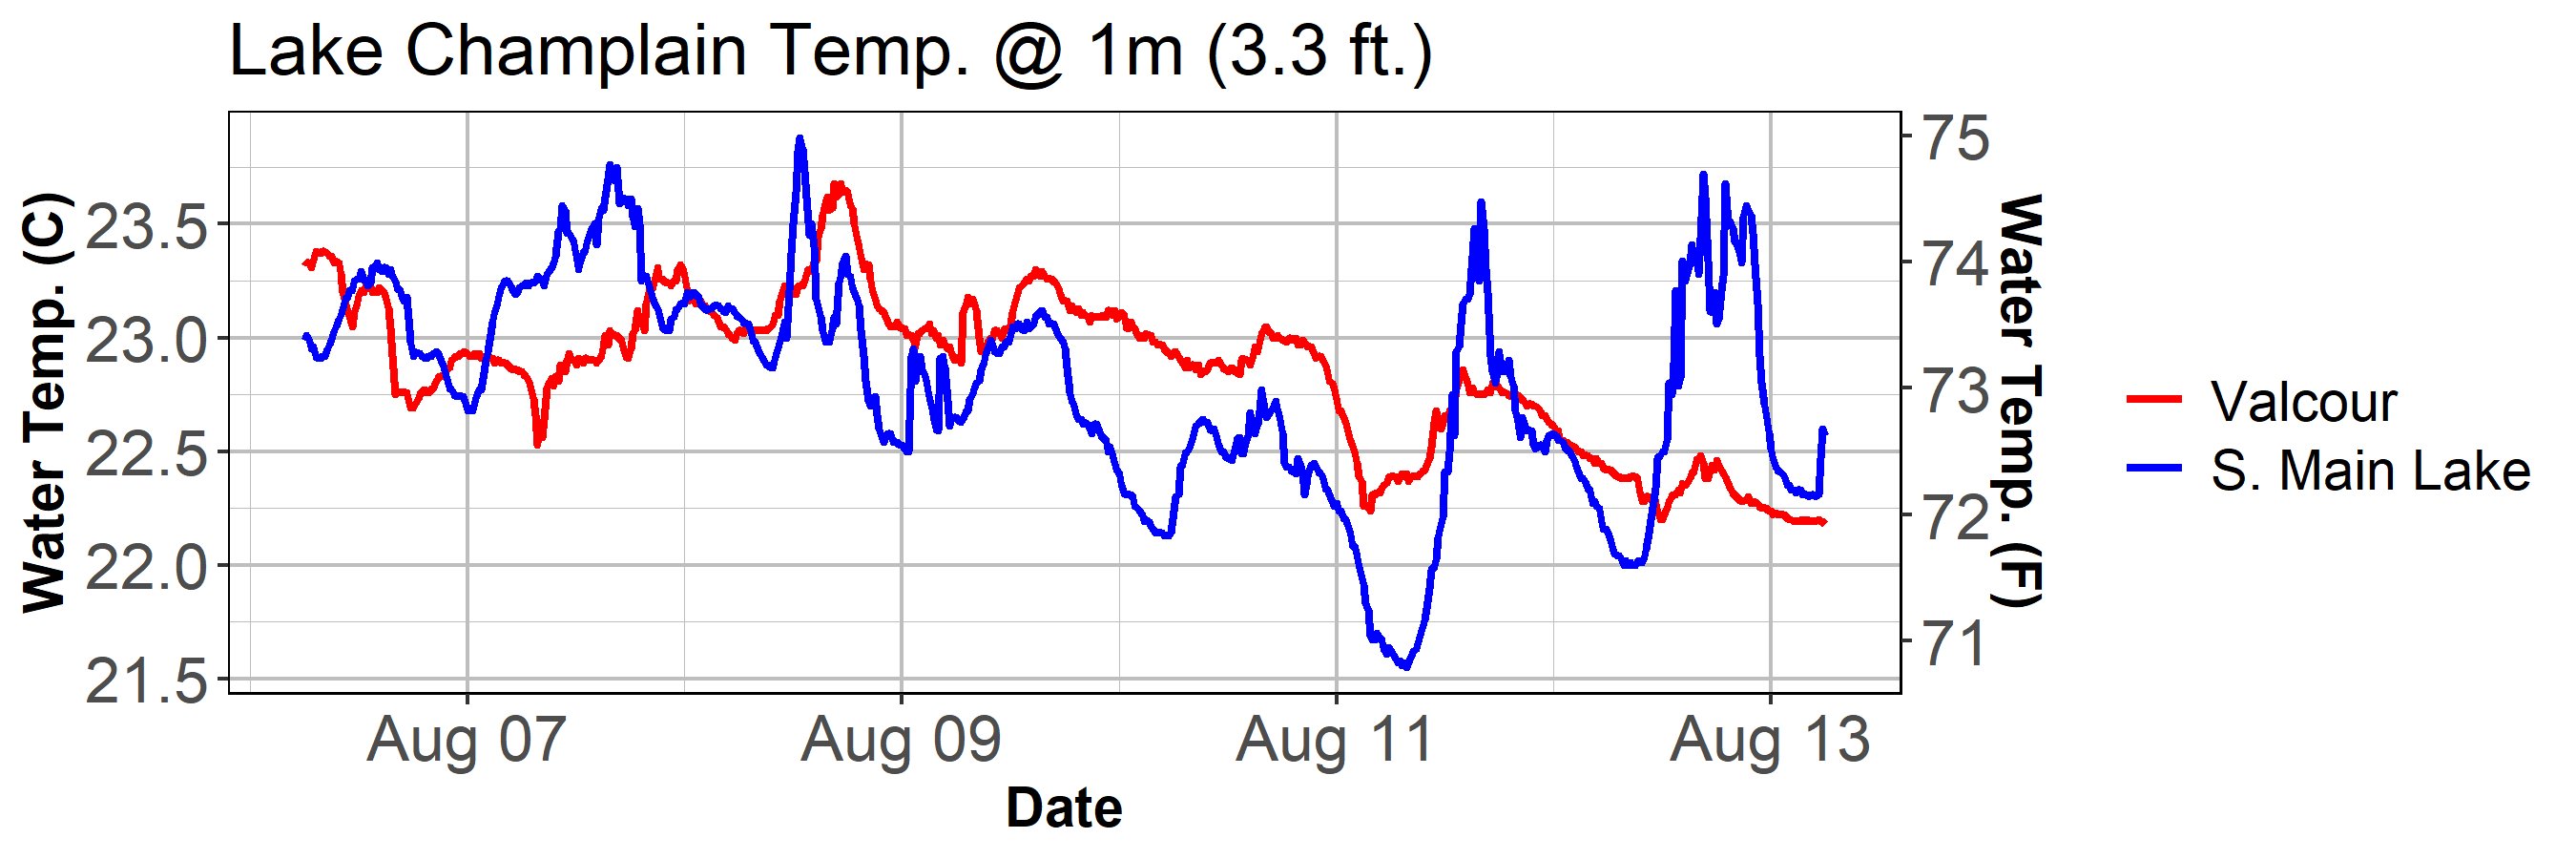 Lake Champlain Temp. @ 1m (3.3 ft.)
Water Temp. (C)
23.5
23.0
22.5
22.0
21.5
75
74
73
72
71
Water Temp. (F)
Aug 07
Aug 09
Aug 11
Aug 13
Date
Valcour
S. Main Lake